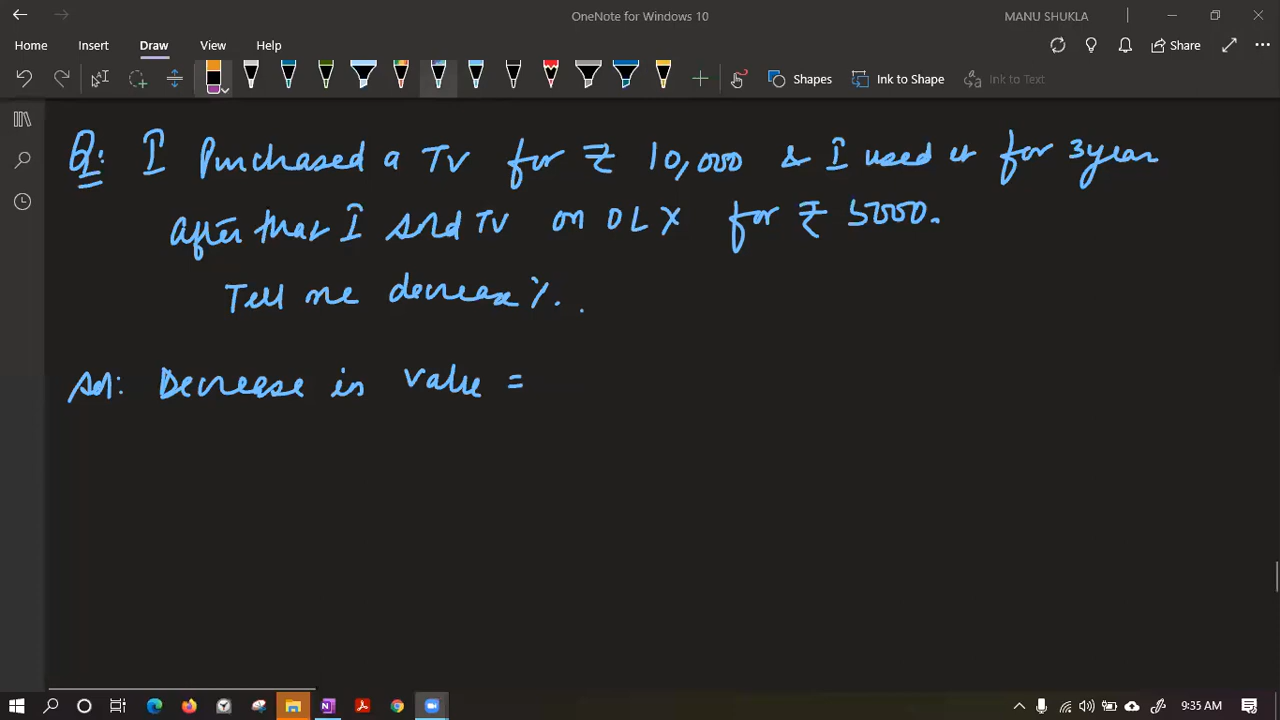 OneNote for Windows 10
MANU SHUKLA
Home Insert Draw View Help
Share
Shapes Ink to Shape Ink to Text
Q: I Purchased a TV for ₹ 10,000 & I used it for 3year
after that I sold TV on OLX for ₹ 5000.
Tell me decrease %.
Sol: Decrease in value =
9:35 AM